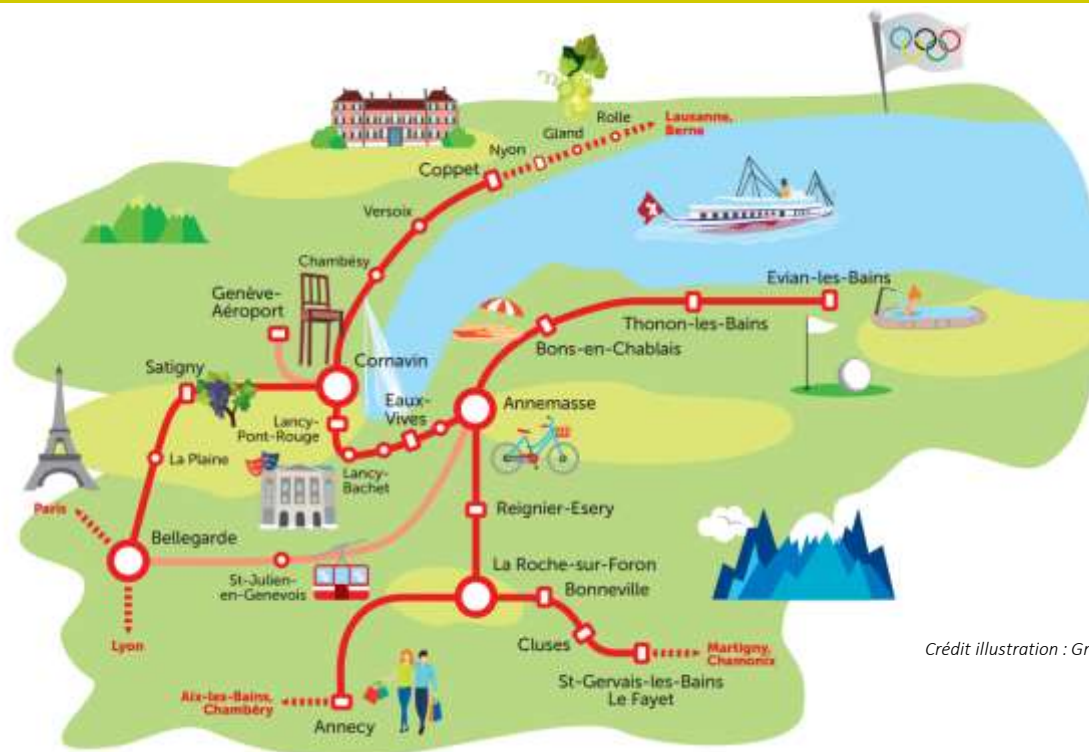 Rolle
Gland
Nyon
Lausanne,
Berne
Coppet
Versoix
Chambésy
Genève-
Aéroport
Evian-les-Bains
Thonon-les-Bains
Bons-en-Chablais
Cornavin
Satigny
Eaux-
Vives
Annemasse
Lancy-
Pont-Rouge
La Plaine
Lancy-
Bachet
Paris
Reignier-Esery
Bellegarde
La Roche-sur-Foron
Bonneville
St-Julien-
en-Genevois
Lyon
Cluses
Martigny,
Chamonix
Crédit illustration : Gr
St-Gervais-les-Bains
Le Fayet
Aix-les-Bains,
Chambéry
Annecy